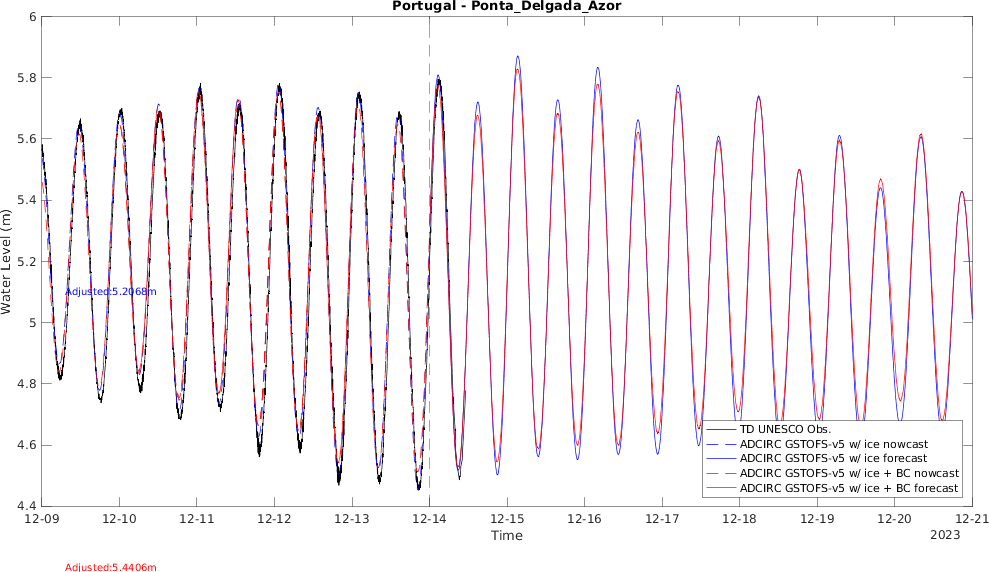 Portugal - Ponta_Delgada_Azor
6
5.8
5.6
5.4
5.2
5
4.8
4.6
4.4
Water Level (m)
Adjusted:5.2068m
TD UNESCO Obs.
ADCIRC GSTOFS-v5 w/ ice nowcast
ADCIRC GSTOFS-v5 w/ ice forecast
ADCIRC GSTOFS-v5 w/ ice + BC nowcast
ADCIRC GSTOFS-v5 w/ ice + BC forecast
12-09 12-10 12-11 12-12 12-13 12-14 12-15 12-16 12-17 12-18 12-19 12-20 12-21
Time
2023
Adjusted:5.4406m